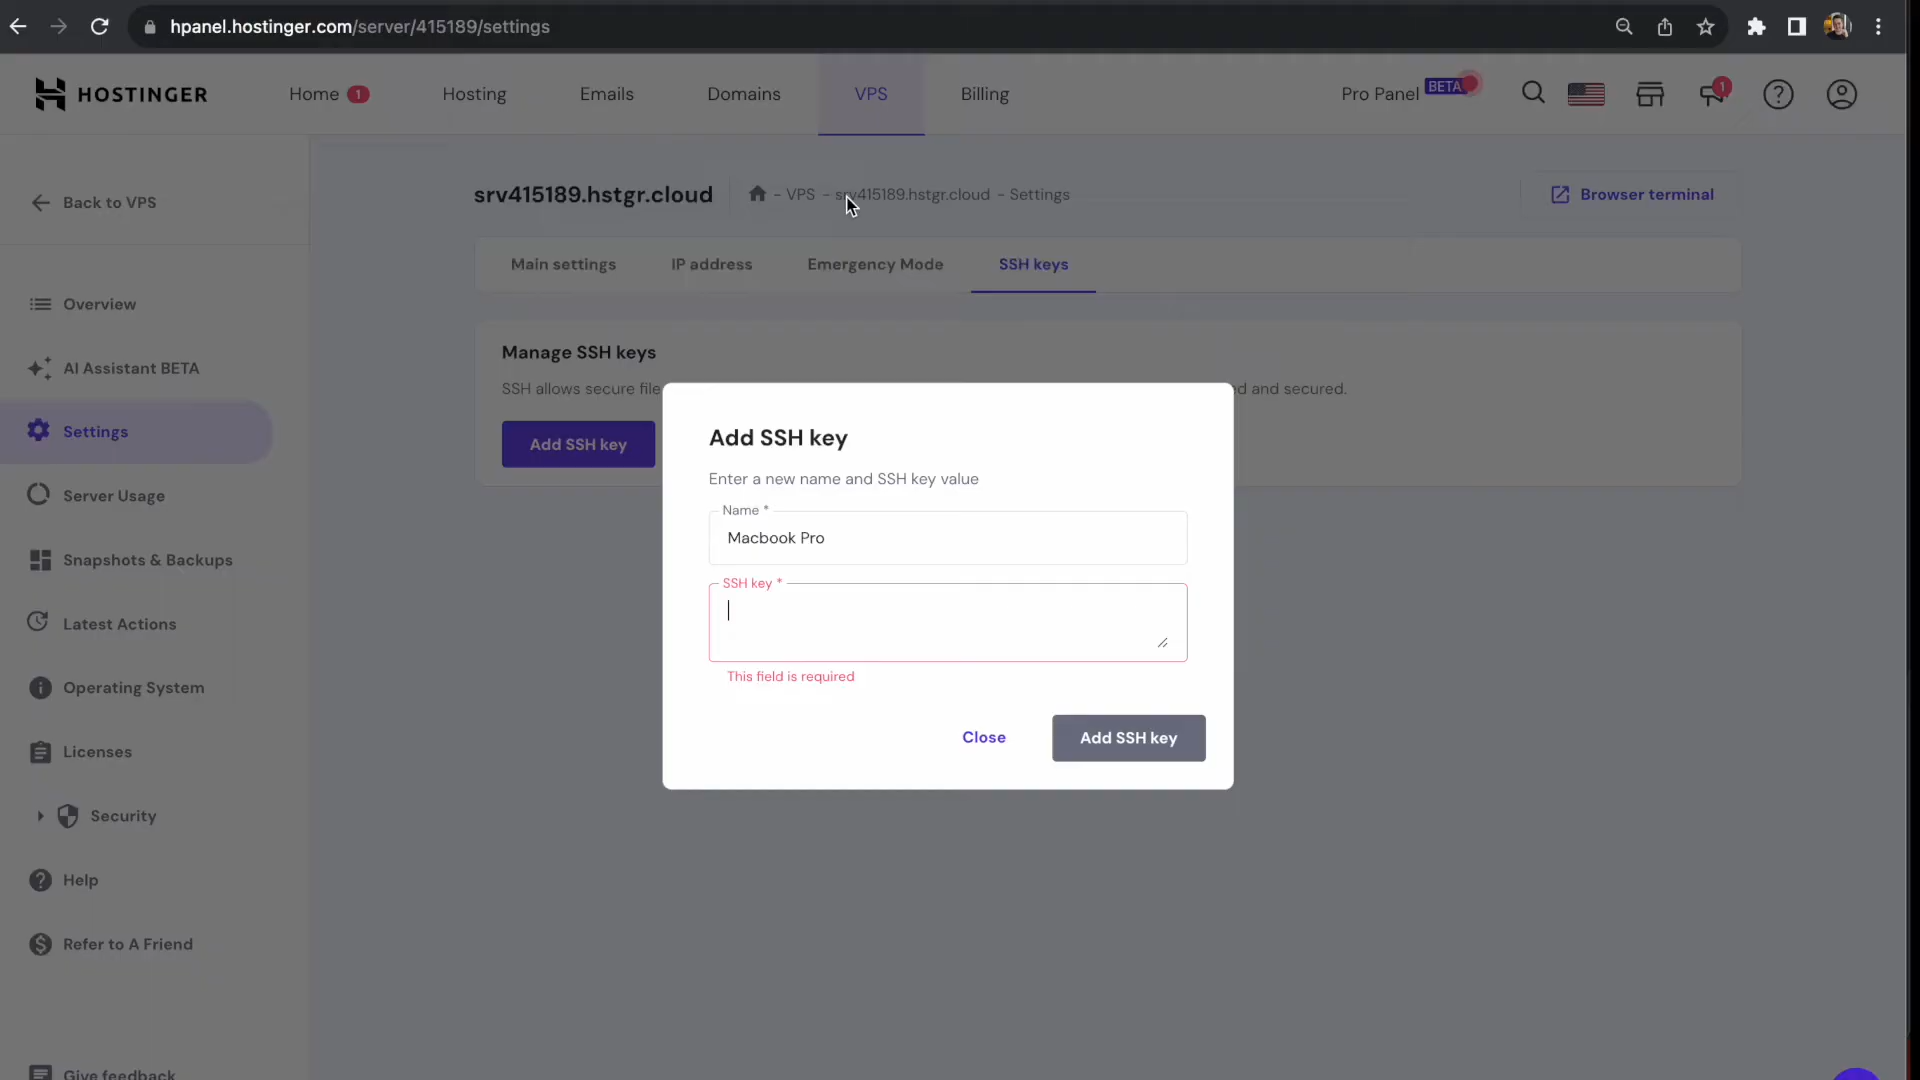 hpanel.hostinger.com/server/415189/settings
HOSTINGER
Home 1
Hosting
Emails
Domains
VPS
Billing
Pro Panel BETA
1
Back to VPS
srv415189.hstgr.cloud
- VPS - srv415189.hstgr.cloud - Settings
Browser terminal
Main settings
IP address
Emergency Mode
SSH keys
Overview
AI Assistant BETA
Settings
Server Usage
Snapshots & Backups
Latest Actions
Operating System
Licenses
Security
Help
Refer to A Friend
Give feedback
Manage SSH keys
SSH allows secure file
and secured.
Add SSH key
Add SSH key
Enter a new name and SSH key value
Name *
Macbook Pro
SSH key *
This field is required
Close
Add SSH key